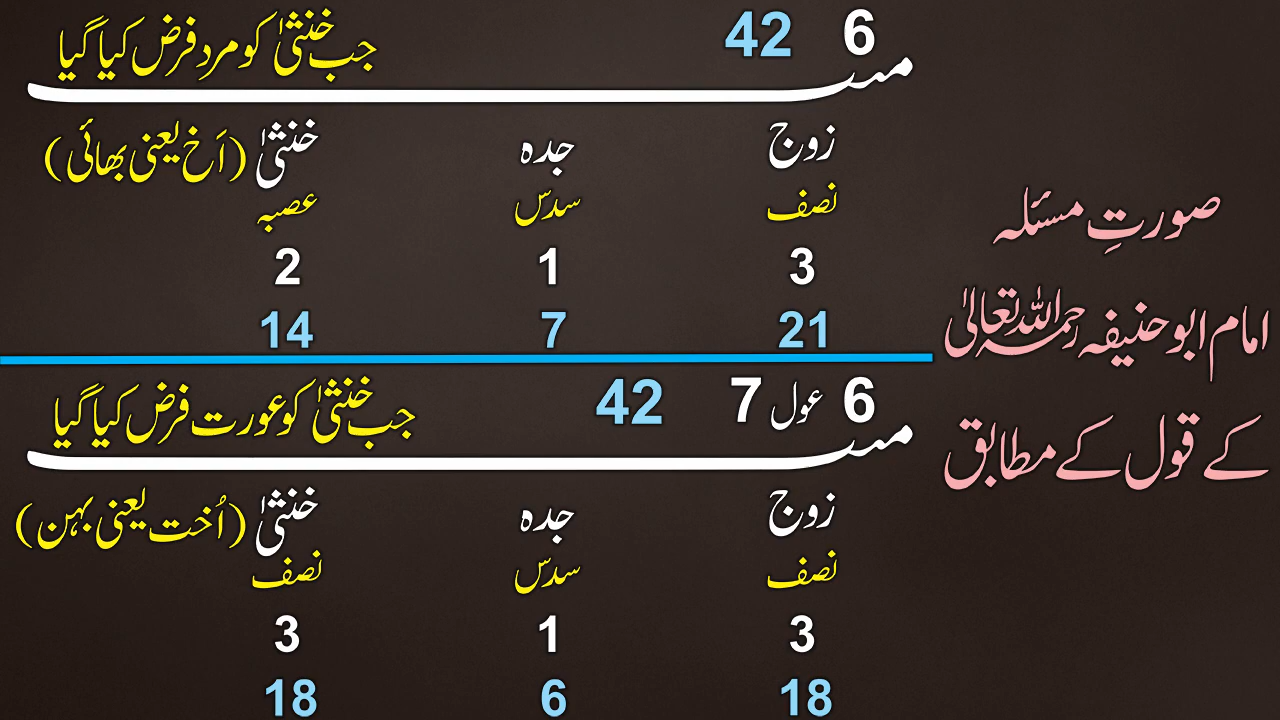 صورتِ مسئلہ
امام ابو حنیفہ رحمہ اللہ تعالیٰ
کے قول کے مطابق
6 42 جب خنثیٰ کو مرد فرض کیا گیا
مسـ
زوج جدہ خنثیٰ (اَخ یعنی بھائی)
نصف سدس عصبہ
3 1 2
21 7 14
6 عول 7 42 جب خنثیٰ کو عورت فرض کیا گیا
مسـ
زوج جدہ خنثیٰ (اُخت یعنی بہن)
نصف سدس نصف
3 1 3
18 6 18